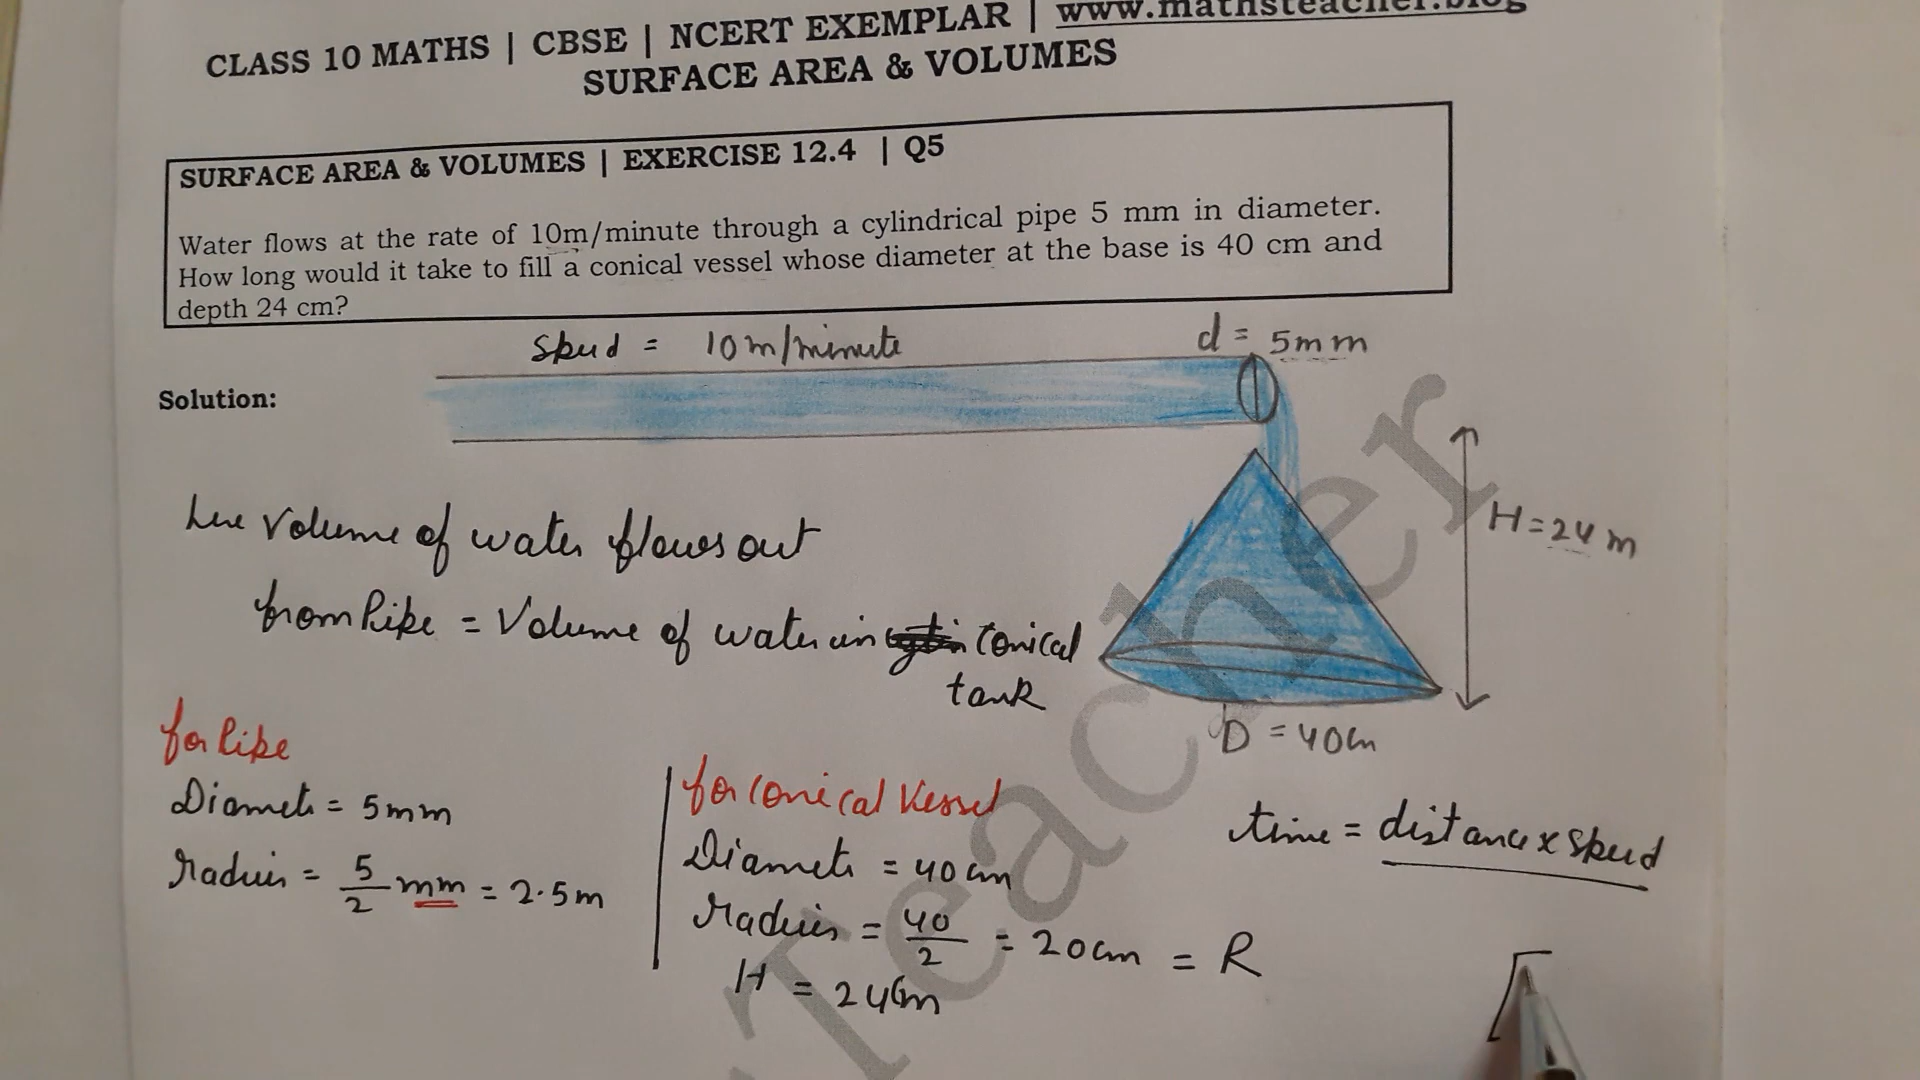 CLASS 10 MATHS | CBSE | NCERT EXEMPLAR | www.mathsteacher.blog
SURFACE AREA & VOLUMES
SURFACE AREA & VOLUMES | EXERCISE 12.4 | Q5
Water flows at the rate of 10m/minute through a cylindrical pipe 5 mm in diameter.
How long would it take to fill a conical vessel whose diameter at the base is 40 cm and
depth 24 cm?
Speed = 10m/minute
d = 5mm
Solution:
H = 24 m
Volume of water flows out
from Pipe = Volume of water in Conical
tank
D = 40cm
for Pipe
Diameter = 5mm
radius = 5/2 mm = 2.5m
for Conical Vessel
Diameter = 40cm
radius = 40/2 = 20cm = R
H = 24Cm
time = distance x speed
Teacher